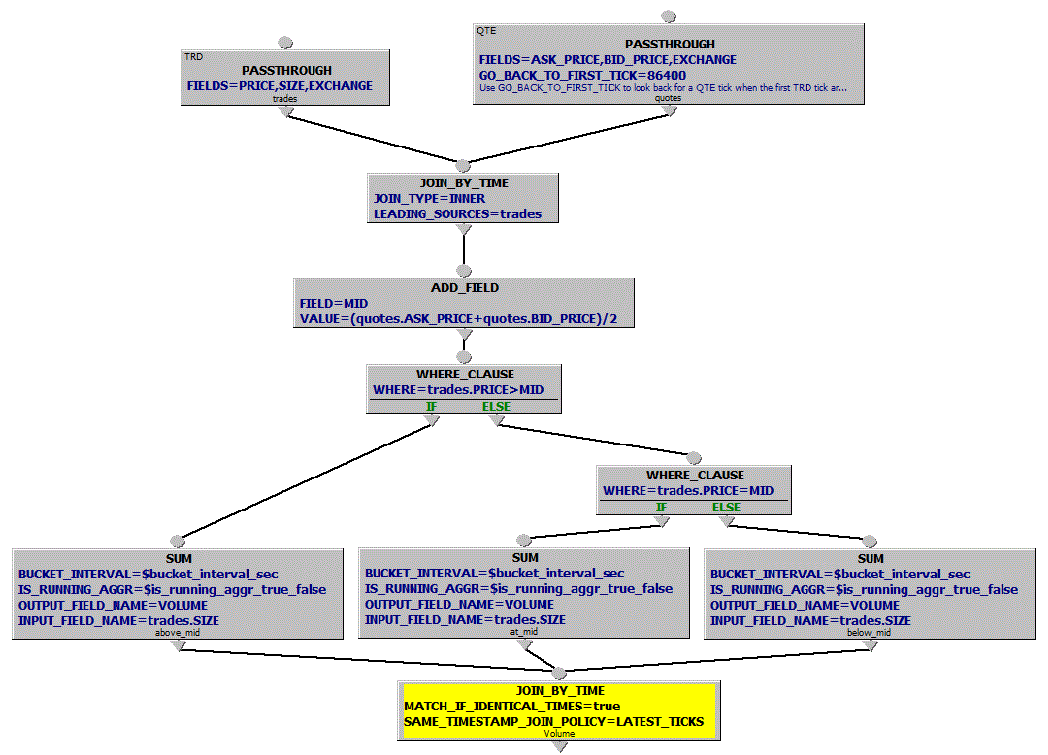 TRD
PASSTHROUGH
FIELDS=PRICE,SIZE,EXCHANGE
trades
QTE
PASSTHROUGH
FIELDS=ASK_PRICE,BID_PRICE,EXCHANGE
GO_BACK_TO_FIRST_TICK=86400
Use GO_BACK_TO_FIRST_TICK to look back for a QTE tick when the first TRD tick ar...
quotes
JOIN_BY_TIME
JOIN_TYPE=INNER
LEADING_SOURCES=trades
ADD_FIELD
FIELD=MID
VALUE=(quotes.ASK_PRICE+quotes.BID_PRICE)/2
WHERE_CLAUSE
WHERE=trades.PRICE>MID
IF ELSE
WHERE_CLAUSE
WHERE=trades.PRICE=MID
IF ELSE
SUM
BUCKET_INTERVAL=$bucket_interval_sec
IS_RUNNING_AGGR=$is_running_aggr_true_false
OUTPUT_FIELD_NAME=VOLUME
INPUT_FIELD_NAME=trades.SIZE
above_mid
SUM
BUCKET_INTERVAL=$bucket_interval_sec
IS_RUNNING_AGGR=$is_running_aggr_true_false
OUTPUT_FIELD_NAME=VOLUME
INPUT_FIELD_NAME=trades.SIZE
at_mid
SUM
BUCKET_INTERVAL=$bucket_interval_sec
IS_RUNNING_AGGR=$is_running_aggr_true_false
OUTPUT_FIELD_NAME=VOLUME
INPUT_FIELD_NAME=trades.SIZE
below_mid
JOIN_BY_TIME
MATCH_IF_IDENTICAL_TIMES=true
SAME_TIMESTAMP_JOIN_POLICY=LATEST_TICKS
Volume